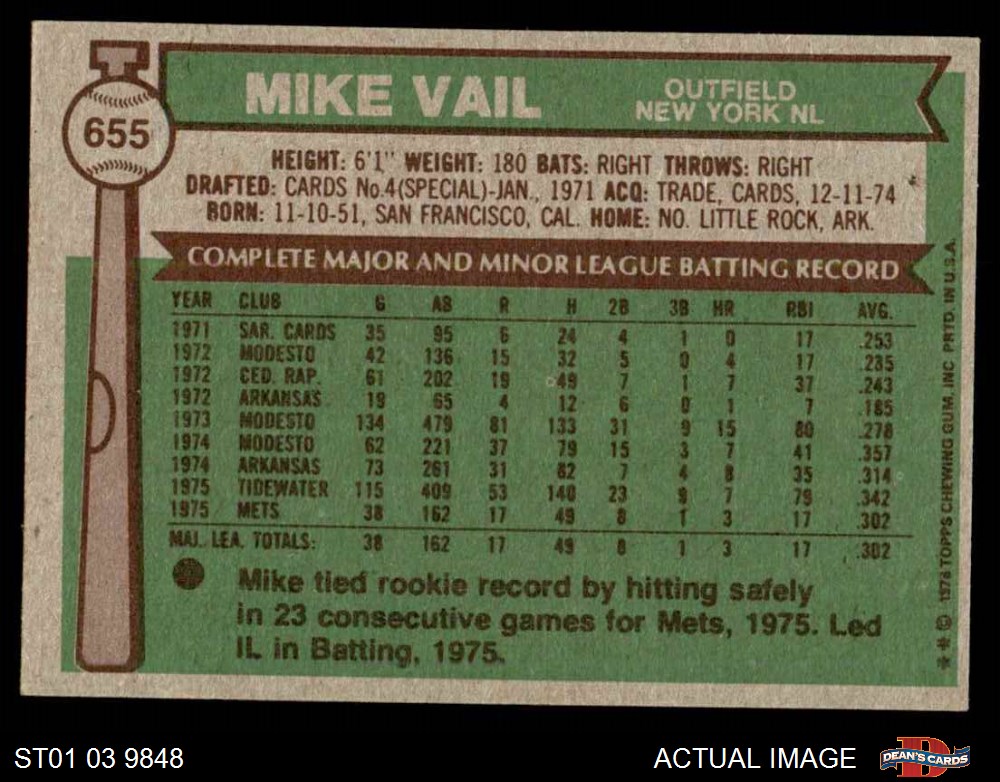 MIKE VAIL
OUTFIELD
NEW YORK NL
655
HEIGHT: 6'1" WEIGHT: 180 BATS: RIGHT THROWS: RIGHT
DRAFTED: CARDS No.4(SPECIAL)-JAN., 1971 ACQ: TRADE, CARDS, 12-11-74
BORN: 11-10-51, SAN FRANCISCO, CAL. HOME: NO. LITTLE ROCK, ARK.
COMPLETE MAJOR AND MINOR LEAGUE BATTING RECORD
YEAR CLUB G AB R H 2B 3B HR RBI AVG.
1971 SAR. CARDS 35 95 6 24 4 1 0 17 .253
1972 MODESTO 42 136 15 32 5 0 4 17 .235
1972 CED. RAP. 61 202 19 49 7 1 7 37 .243
1972 ARKANSAS 19 65 4 12 6 0 1 7 .185
1973 MODESTO 134 479 81 133 31 9 15 80 .278
1974 MODESTO 62 221 37 79 15 3 7 41 .357
1974 ARKANSAS 73 261 31 82 7 4 8 35 .314
1975 TIDEWATER 115 409 53 140 23 9 7 79 .342
1975 METS 38 162 17 49 8 1 3 17 .302
MAJ. LEA. TOTALS: 38 162 17 49 8 1 3 17 .302
Mike tied rookie record by hitting safely
in 23 consecutive games for Mets, 1975. Led
IL in Batting, 1975.
** © 1976 TOPPS CHEWING GUM, INC. PRTD. IN U.S.A.
ST01 03 9848
ACTUAL IMAGE
DEAN'S CARDS